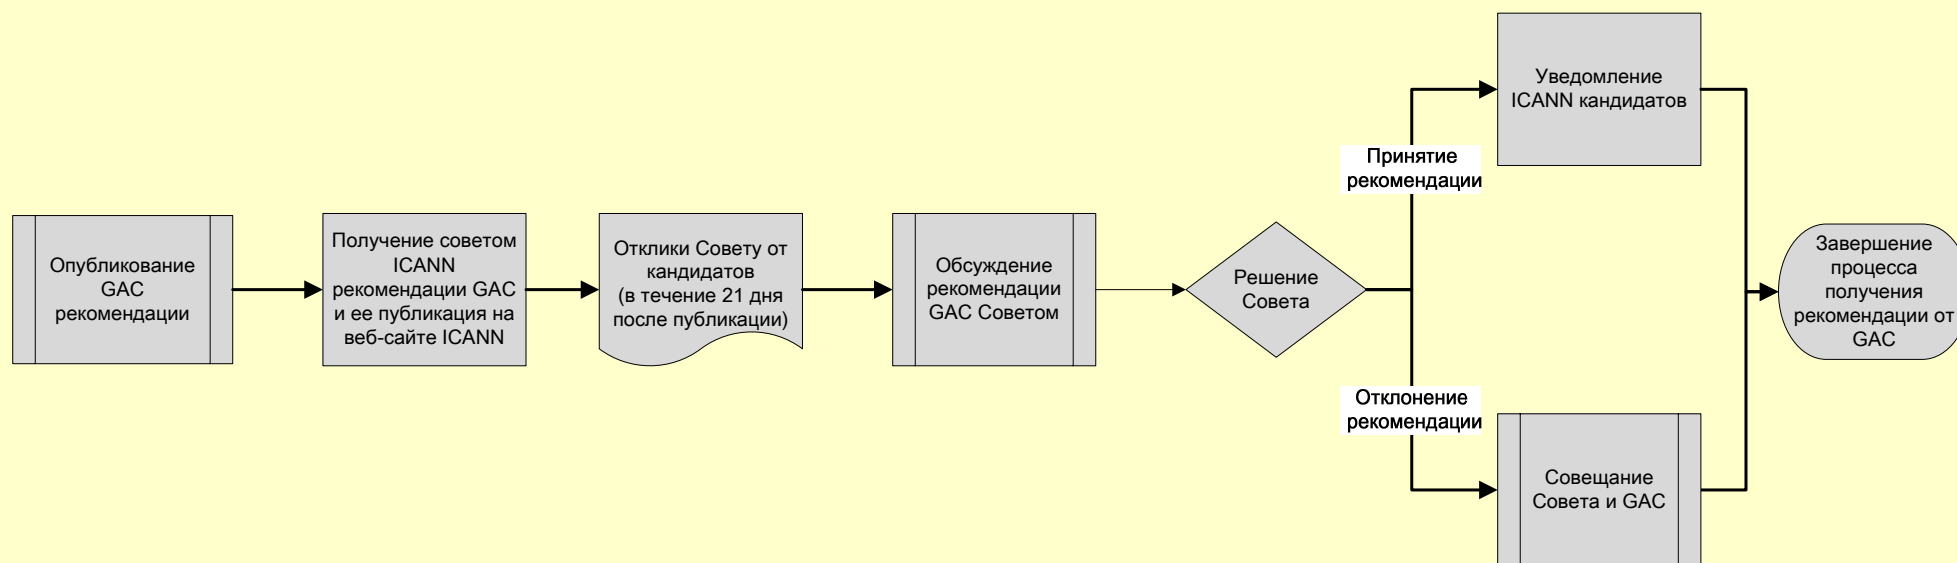 Опубликование
GAC
рекомендации
Получение советом
ICANN
рекомендации GAC
и ее публикация на
веб-сайте ICANN
Отклики Совету от
кандидатов
(в течение 21 дня
после публикации)
Обсуждение
рекомендации
GAC Советом
Решение
Совета
Принятие
рекомендации
Уведомление
ICANN кандидатов
Отклонение
рекомендации
Совещание
Совета и GAC
Завершение
процесса
получения
рекомендации от
GAC